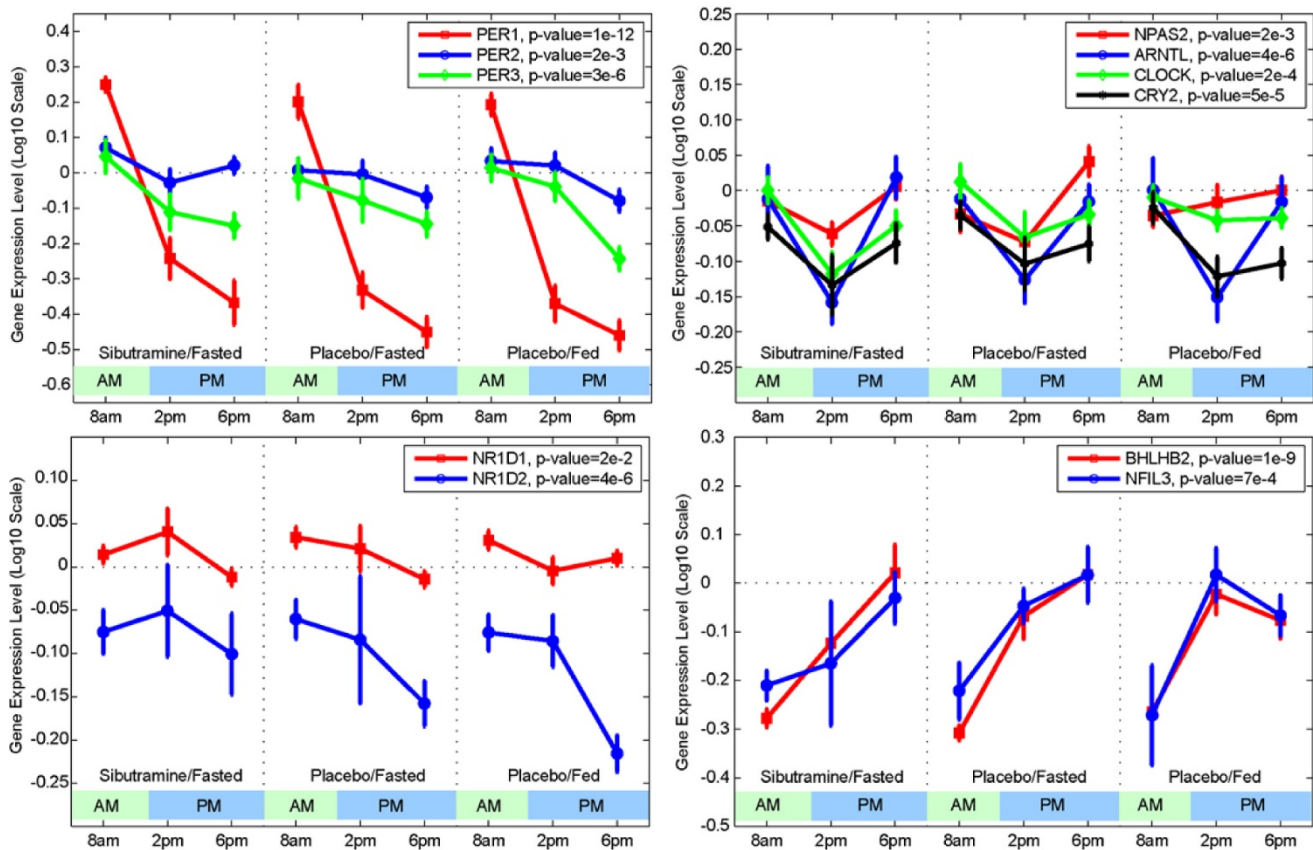 Gene Expression Level (Log10 Scale)
0.4
0.3
0.2
0.1
0
-0.1
-0.2
-0.3
-0.4
-0.5
-0.6
PER1, p-value=1e-12
PER2, p-value=2e-3
PER3, p-value=3e-6
Sibutramine/Fasted Placebo/Fasted Placebo/Fed
AM PM AM PM AM PM
8am 2pm 6pm 8am 2pm 6pm 8am 2pm 6pm
Gene Expression Level (Log10 Scale)
0.25
0.20
0.15
0.10
0.05
0
-0.05
-0.10
-0.15
-0.20
-0.25
NPAS2, p-value=2e-3
ARNTL, p-value=4e-6
CLOCK, p-value=2e-4
CRY2, p-value=5e-5
Sibutramine/Fasted Placebo/Fasted Placebo/Fed
AM PM AM PM AM PM
8am 2pm 6pm 8am 2pm 6pm 8am 2pm 6pm
Gene Expression Level (Log10 Scale)
0.10
0.05
0
-0.05
-0.10
-0.15
-0.20
-0.25
NR1D1, p-value=2e-2
NR1D2, p-value=4e-6
Sibutramine/Fasted Placebo/Fasted Placebo/Fed
AM PM AM PM AM PM
8am 2pm 6pm 8am 2pm 6pm 8am 2pm 6pm
Gene Expression Level (Log10 Scale)
0.3
0.2
0.1
0
-0.1
-0.2
-0.3
-0.4
-0.5
BHLHB2, p-value=1e-9
NFIL3, p-value=7e-4
Sibutramine/Fasted Placebo/Fasted Placebo/Fed
AM PM AM PM AM PM
8am 2pm 6pm 8am 2pm 6pm 8am 2pm 6pm